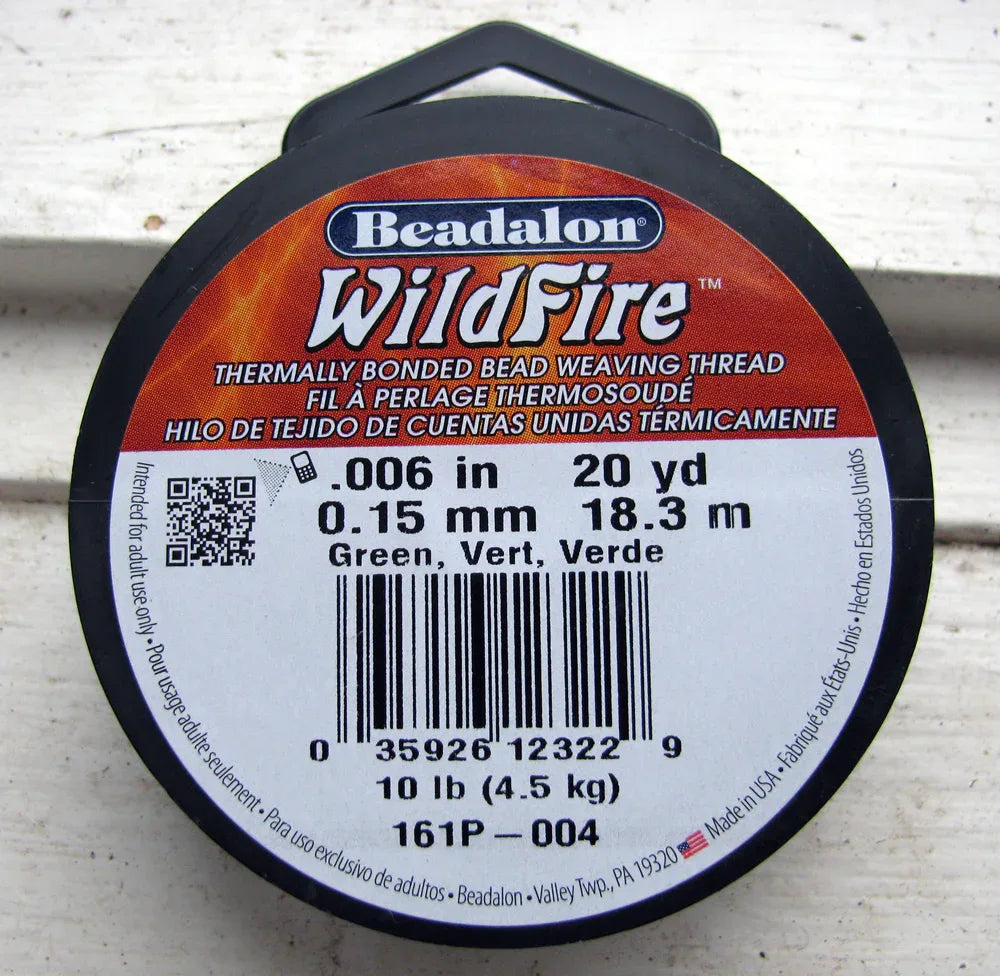 Beadalon®
WildFire™
THERMALLY BONDED BEAD WEAVING THREAD
FIL À PERLAGE THERMOSOUDÉ
HILO DE TEJIDO DE CUENTAS UNIDAS TÉRMICAMENTE
.006 in 20 yd
0.15 mm 18.3 m
Green, Vert, Verde
0 35926 12322 9
10 lb (4.5 kg)
161P – 004
Intended for adult use only • Pour usage adulte seulement • Para uso exclusivo de adultos • Beadalon • Valley Twp., PA 19320 Made in USA • Fabriqué aux États-Unis • Hecho en Estados Unidos